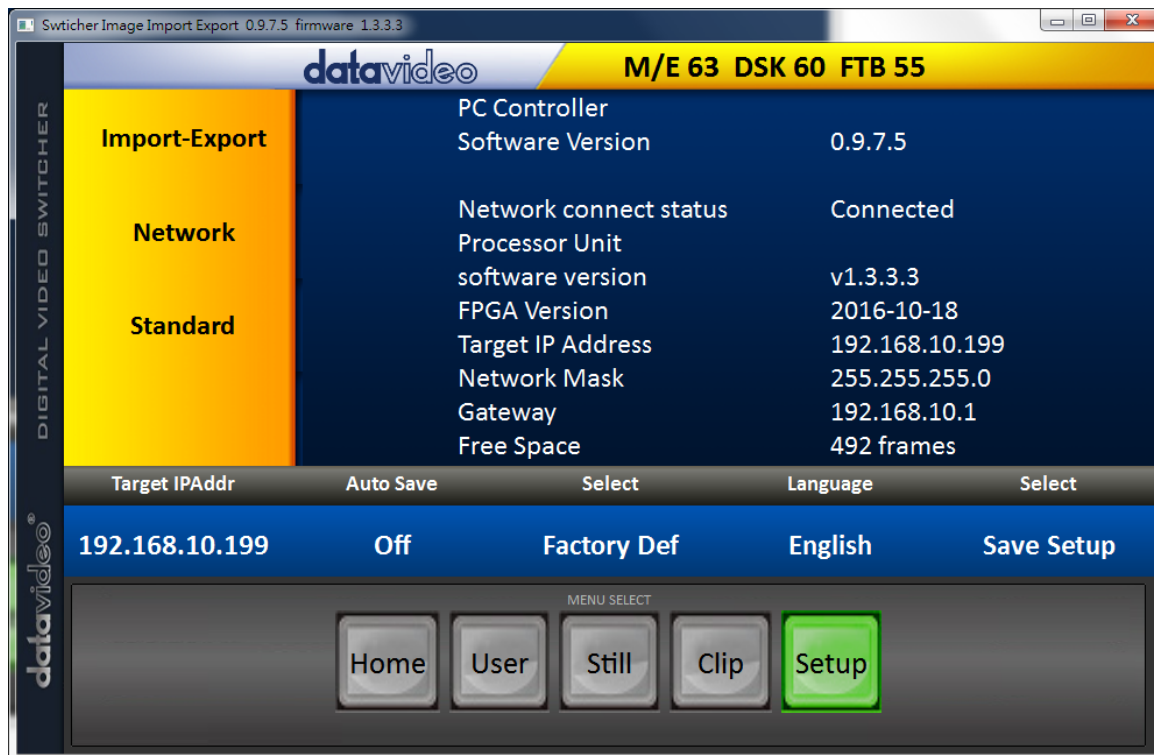 Swticher Image Import Export 0.9.7.5 firmware 1.3.3.3
datavideo M/E 63 DSK 60 FTB 55
DIGITAL VIDEO SWITCHER
datavideo®
Import-Export
Network
Standard
PC Controller
Software Version 0.9.7.5
Network connect status Connected
Processor Unit
software version v1.3.3.3
FPGA Version 2016-10-18
Target IP Address 192.168.10.199
Network Mask 255.255.255.0
Gateway 192.168.10.1
Free Space 492 frames
Target IPAddr Auto Save Select Language Select
192.168.10.199 Off Factory Def English Save Setup
MENU SELECT
Home User Still Clip Setup